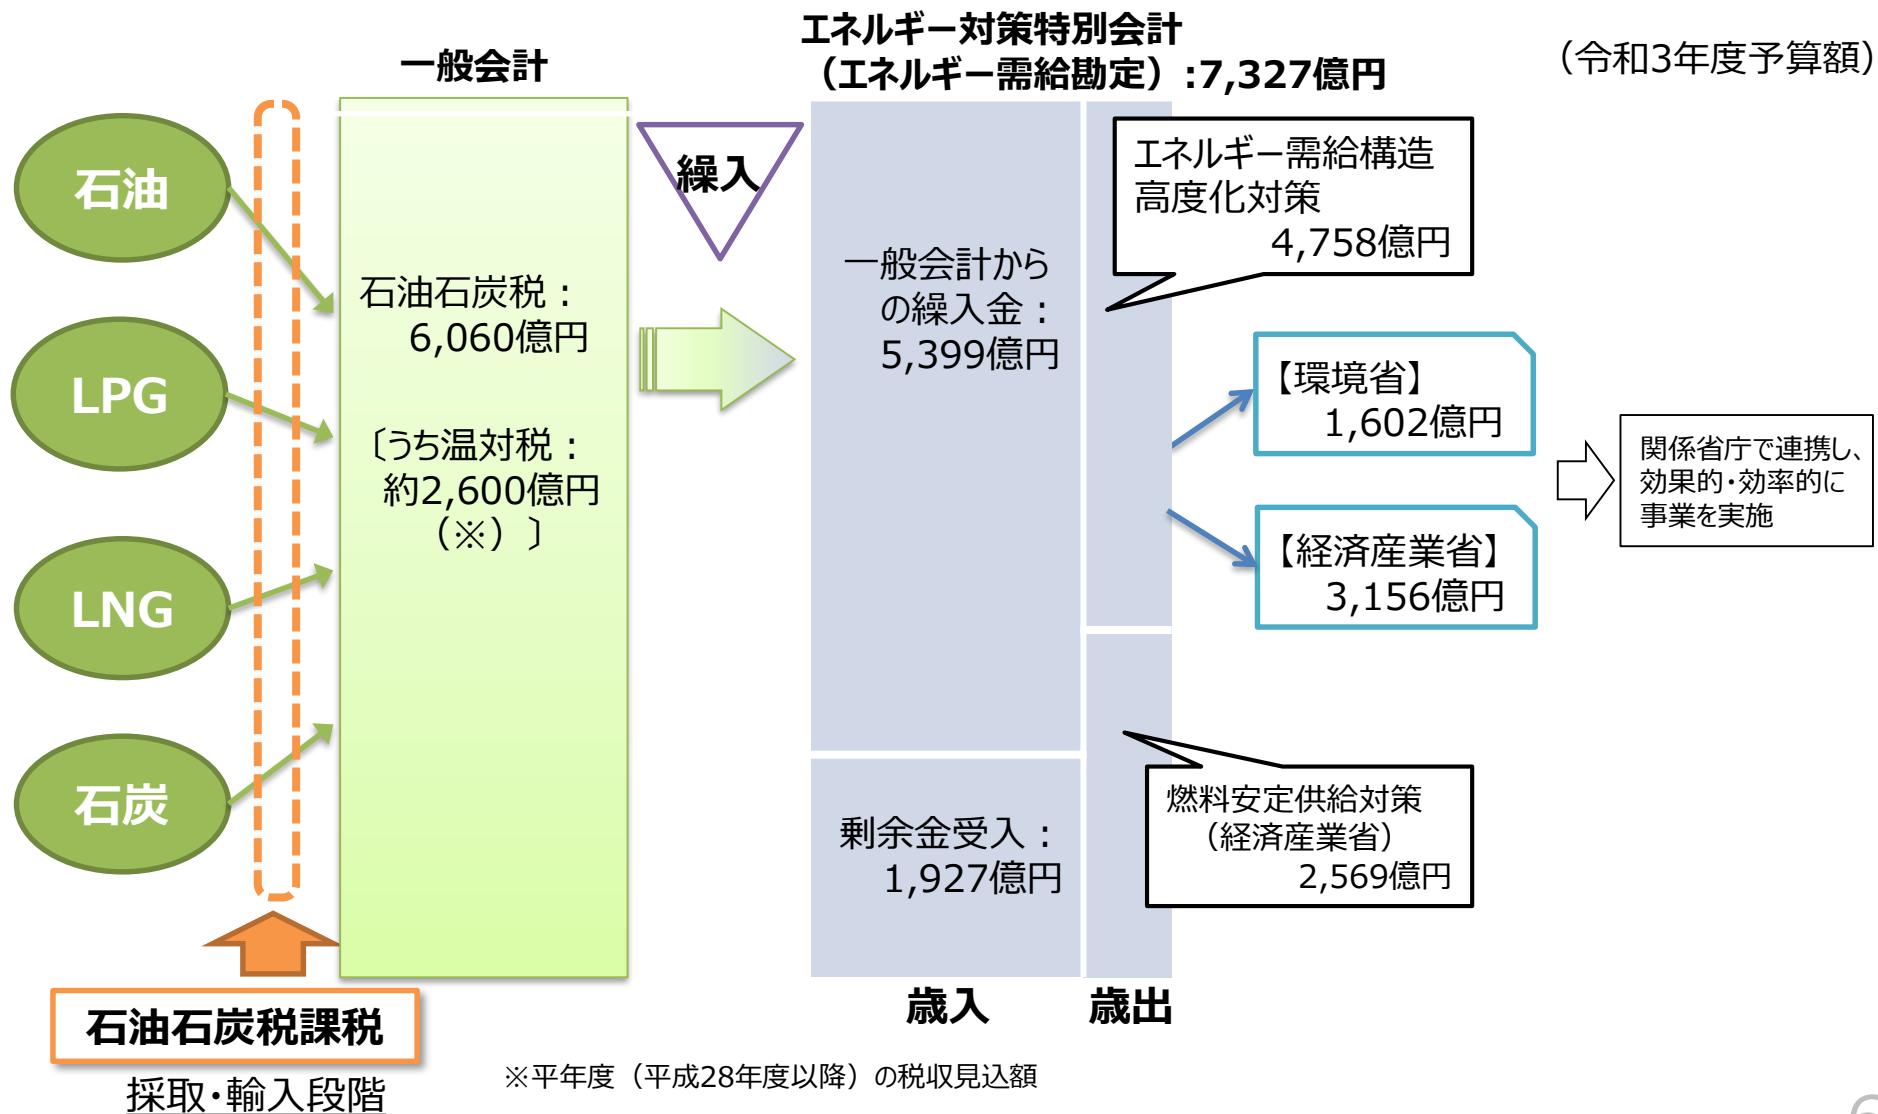 エネルギー対策特別会計
（エネルギー需給勘定）:7,327億円
（令和3年度予算額）
一般会計
石油
LPG
LNG
石炭
石油石炭税：
6,060億円
〔うち温対税：
約2,600億円
（※）〕
繰入
一般会計から
の繰入金：
5,399億円
剰余金受入：
1,927億円
エネルギー需給構造
高度化対策
4,758億円
【環境省】
1,602億円
【経済産業省】
3,156億円
関係省庁で連携し、
効果的・効率的に
事業を実施
燃料安定供給対策
（経済産業省）
2,569億円
歳入
歳出
石油石炭税課税
採取・輸入段階
※平年度（平成28年度以降）の税収見込額